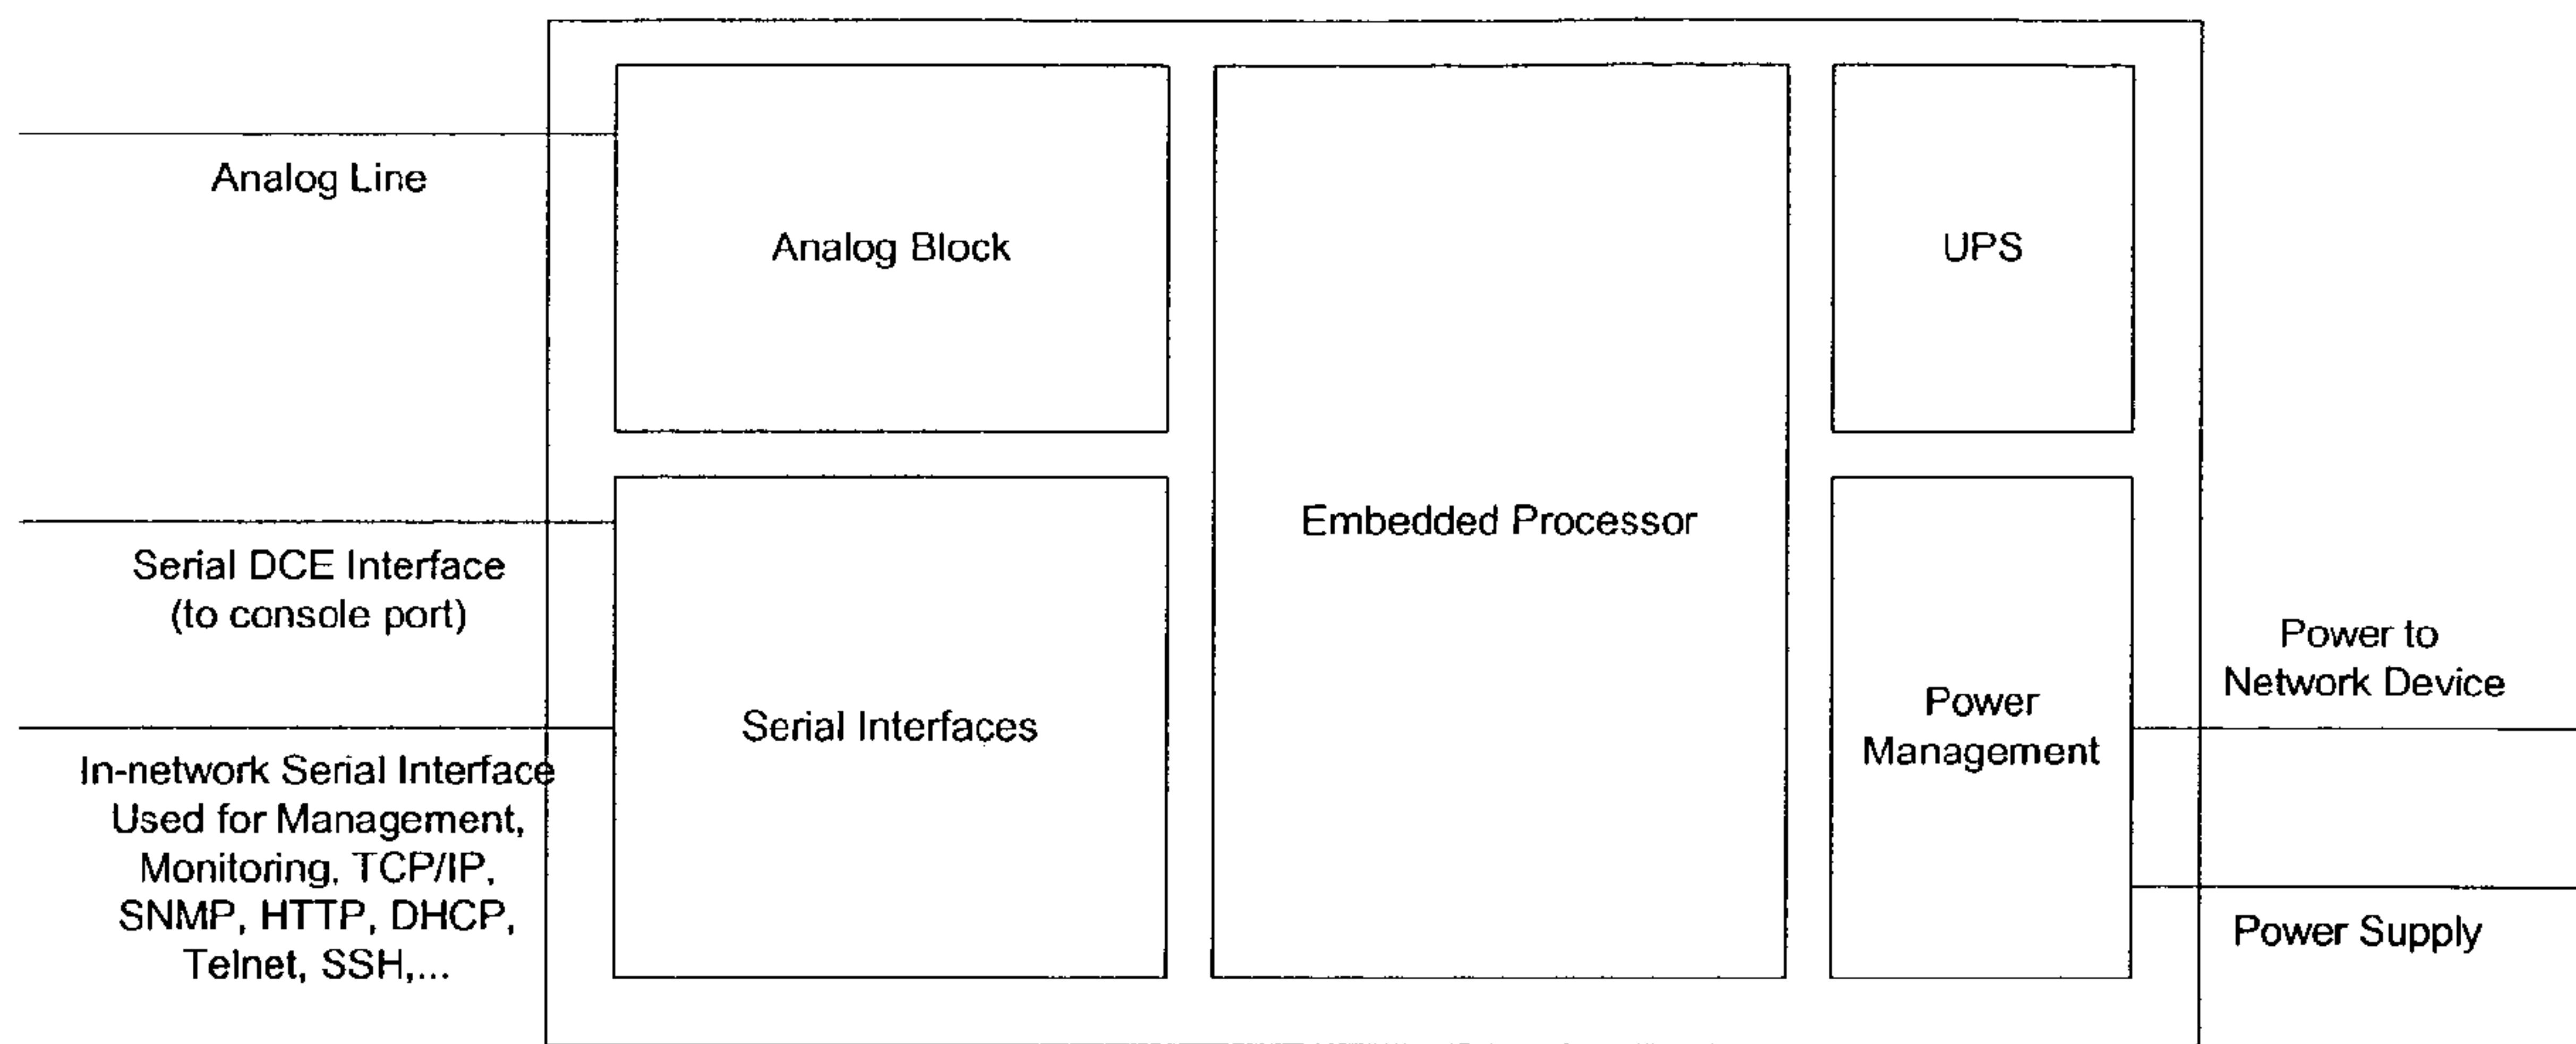 Analog Line
Analog Block
UPS
Serial DCE Interface
(to console port)
Embedded Processor
Serial Interfaces
In-network Serial Interface
Used for Management,
Monitoring, TCP/IP,
SNMP, HTTP, DHCP,
Telnet, SSH,...
Power
Management
Power to
Network Device
Power Supply